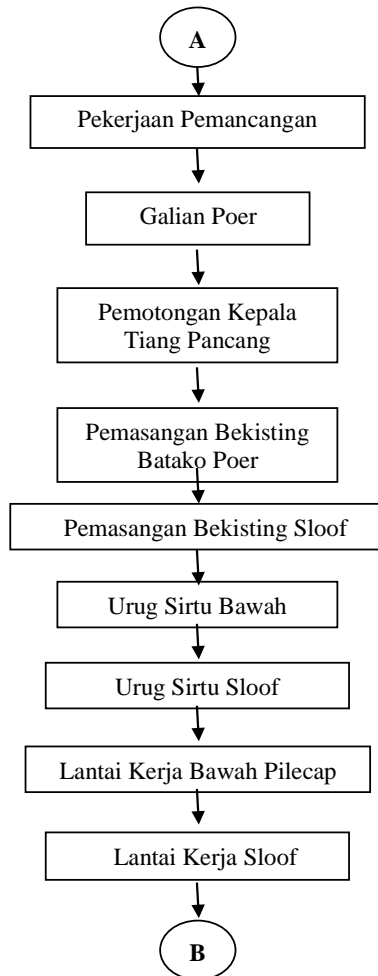 A
Pekerjaan Pemancangan
Galian Poer
Pemotongan Kepala
Tiang Pancang
Pemasangan Bekisting
Batako Poer
Pemasangan Bekisting Sloof
Urug Sirtu Bawah
Urug Sirtu Sloof
Lantai Kerja Bawah Pilecap
Lantai Kerja Sloof
B